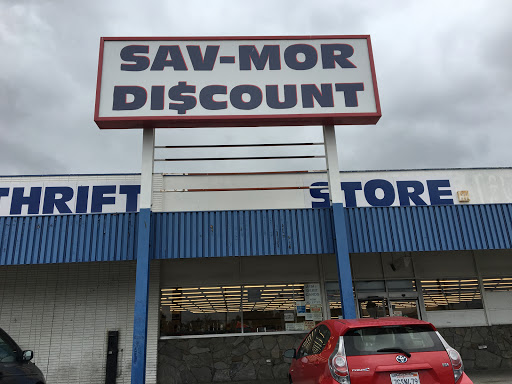 SAV-MOR
DI$COUNT
THRIFT STORE